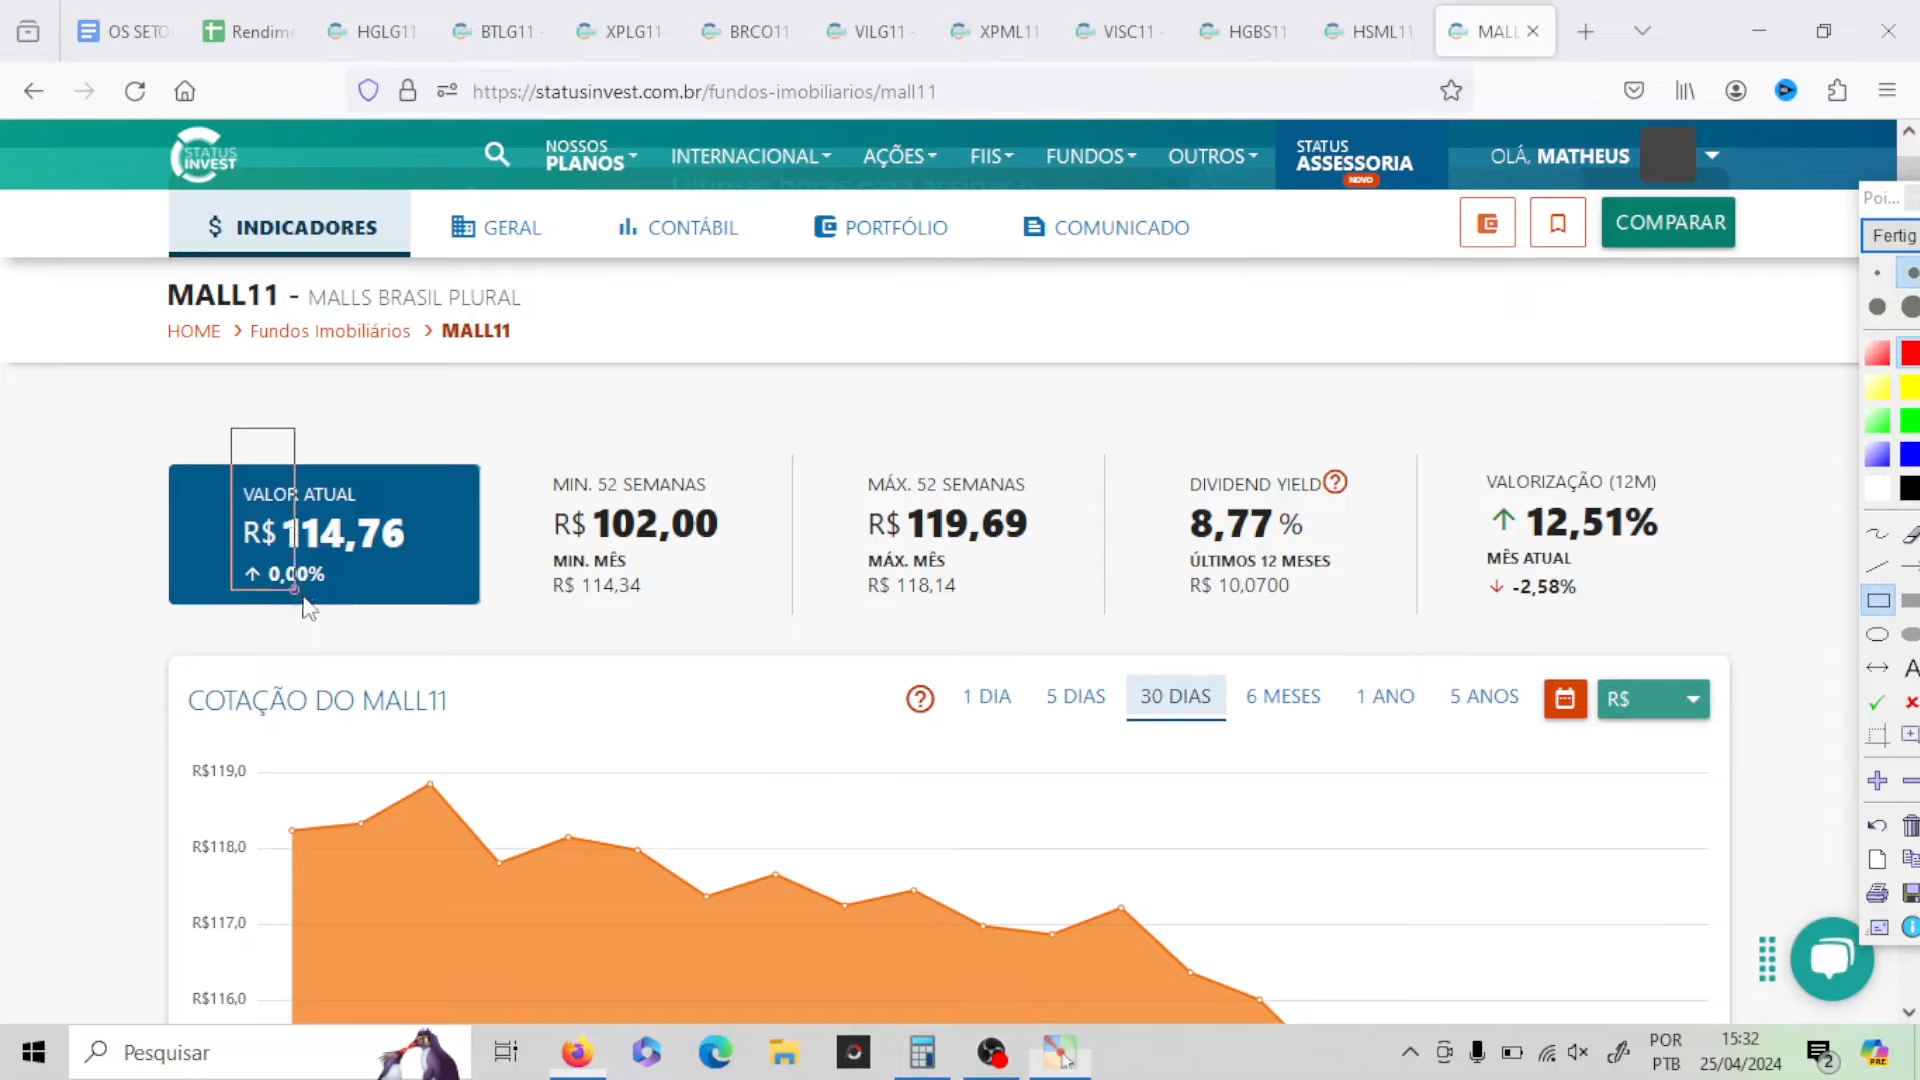 OS SETO
Rendime
HGLG11
BTLG11 -
XPLG11
BRCO11
VILG11 -
XPML11
VISC11 -
HGBS11
HSML11
MALL
https://statusinvest.com.br/fundos-imobiliarios/mall11
STATUS
INVEST
NOSSOS
PLANOS
INTERNACIONAL
AÇÕES
FIIS
FUNDOS
OUTROS
STATUS
ASSESSORIA
NOVO
OLÁ, MATHEUS
INDICADORES
GERAL
CONTÁBIL
PORTFÓLIO
COMUNICADO
COMPARAR
Poi...
Fertig
MALL11 - MALLS BRASIL PLURAL
HOME > Fundos Imobiliários > MALL11
VALOR ATUAL
R$ 114,76
↑ 0,00%
MIN. 52 SEMANAS
R$ 102,00
MIN. MÊS
R$ 114,34
MÁX. 52 SEMANAS
R$ 119,69
MÁX. MÊS
R$ 118,14
DIVIDEND YIELD
8,77 %
ÚLTIMOS 12 MESES
R$ 10,0700
VALORIZAÇÃO (12M)
↑ 12,51%
MÊS ATUAL
↓ -2,58%
COTAÇÃO DO MALL11
1 DIA
5 DIAS
30 DIAS
6 MESES
1 ANO
5 ANOS
R$
R$119,0
R$118,0
R$117,0
R$116,0
Pesquisar
POR
PTB
15:32
25/04/2024
2
PRE